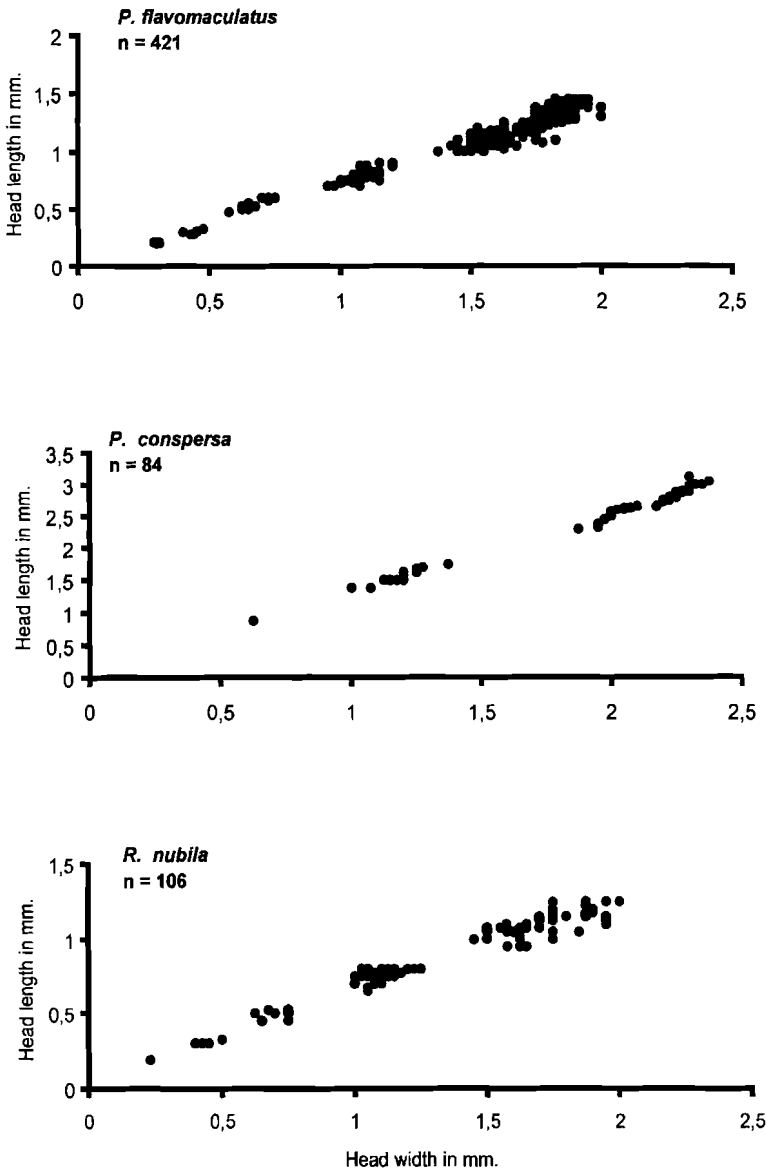 P. flavomaculatus
n = 421
2
1,5
1
0,5
0
Head length in mm.
0 0,5 1 1,5 2 2,5
P. conspersa
n = 84
3,5
3
2,5
2
1,5
1
0,5
0
Head length in mm.
0 0,5 1 1,5 2 2,5
R. nubila
n = 106
1,5
1
0,5
0
Head length in mm.
0 0,5 1 1,5 2 2,5
Head width in mm.